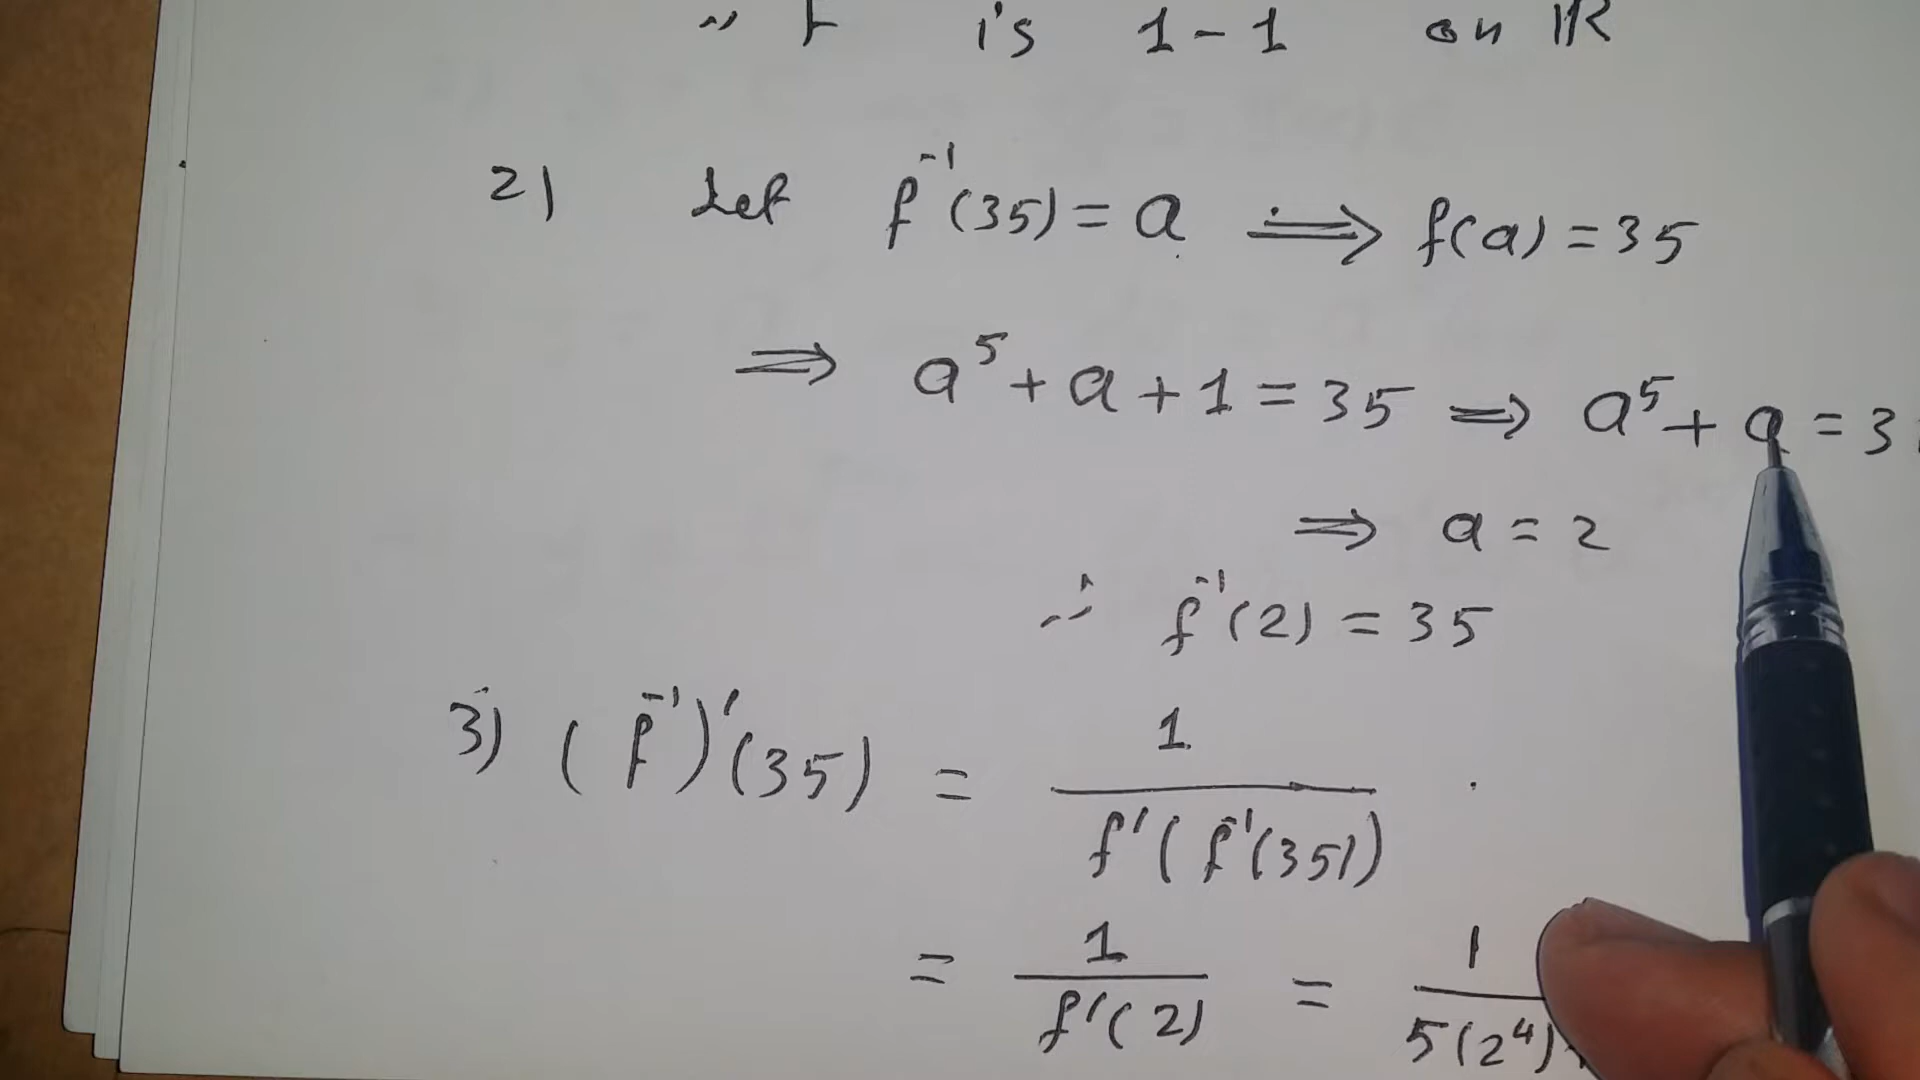 ∴ f is 1-1 on ℝ
2) Let f⁻¹(35) = a ⟹ f(a) = 35
⟹ a⁵ + a + 1 = 35 ⟹ a⁵ + a = 3
⟹ a = 2
∴ f⁻¹(2) = 35
3) (f⁻¹)'(35) = 1 / f'(f⁻¹(35))
= 1 / f'(2) = 1 / 5(2⁴)